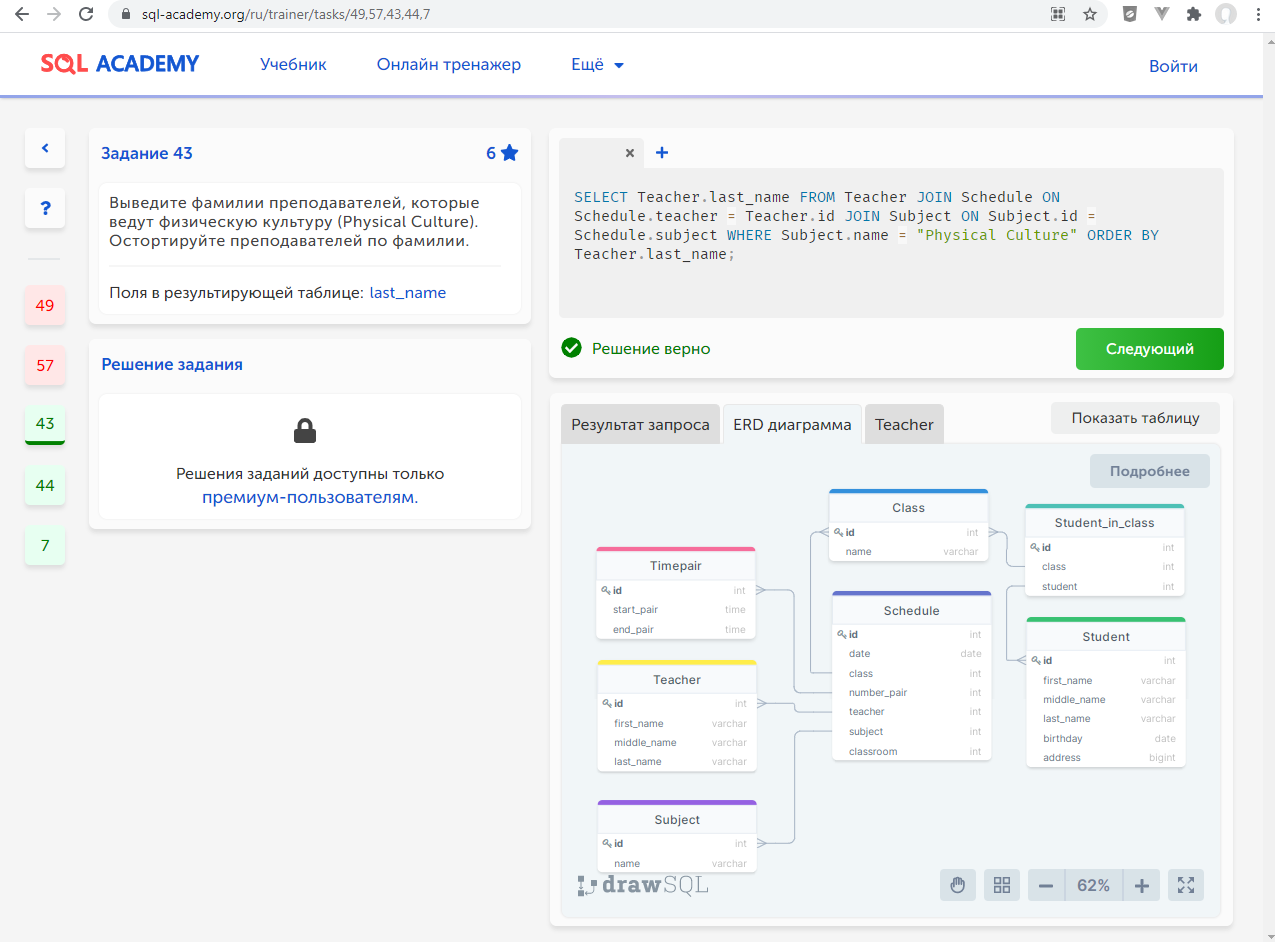 sql-academy.org/ru/trainer/tasks/49,57,43,44,7
SQL ACADEMY
Учебник
Онлайн тренажер
Ещё
Войти
?
49
57
43
44
7
Задание 43
6
Выведите фамилии преподавателей, которые
ведут физическую культуру (Physical Culture).
Остортируйте преподавателей по фамилии.
Поля в результирующей таблице: last_name
Решение задания
Решения заданий доступны только
премиум-пользователям.
SELECT Teacher.last_name FROM Teacher JOIN Schedule ON
Schedule.teacher = Teacher.id JOIN Subject ON Subject.id =
Schedule.subject WHERE Subject.name = "Physical Culture" ORDER BY
Teacher.last_name;
Решение верно
Следующий
Результат запроса
ERD диаграмма
Teacher
Показать таблицу
Подробнее
Timepair
id int
start_pair time
end_pair time
Teacher
id int
first_name varchar
middle_name varchar
last_name varchar
Subject
id int
name varchar
Class
id int
name varchar
Schedule
id int
date date
class int
number_pair int
teacher int
subject int
classroom int
Student_in_class
id int
class int
student int
Student
id int
first_name varchar
middle_name varchar
last_name varchar
birthday date
address bigint
drawSQL
62%